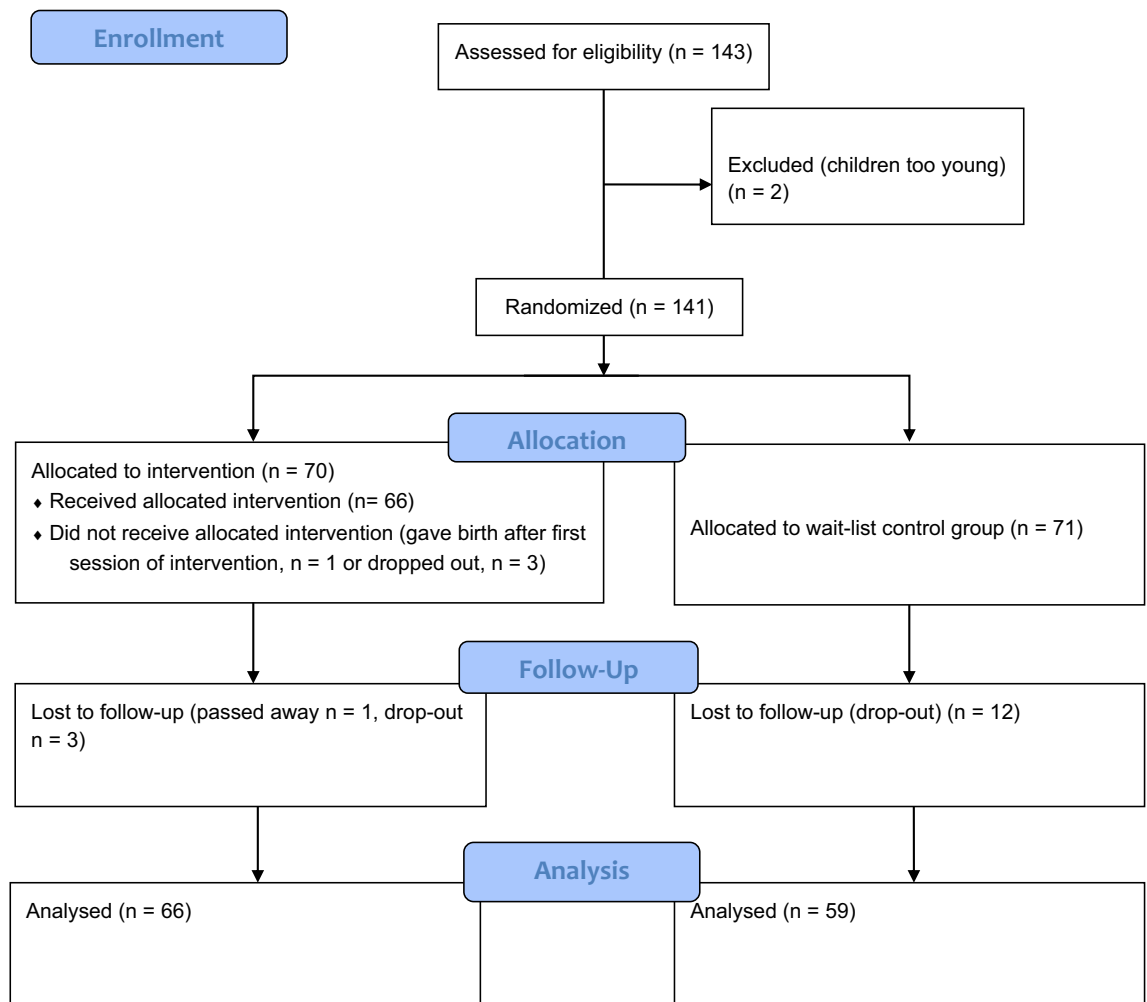 Enrollment
Assessed for eligibility (n = 143)
Excluded (children too young)
(n = 2)
Randomized (n = 141)
Allocation
Allocated to intervention (n = 70)
♦ Received allocated intervention (n= 66)
♦ Did not receive allocated intervention (gave birth after first
session of intervention, n = 1 or dropped out, n = 3)
Allocated to wait-list control group (n = 71)
Follow-Up
Lost to follow-up (passed away n = 1, drop-out
n = 3)
Lost to follow-up (drop-out) (n = 12)
Analysis
Analysed (n = 66)
Analysed (n = 59)